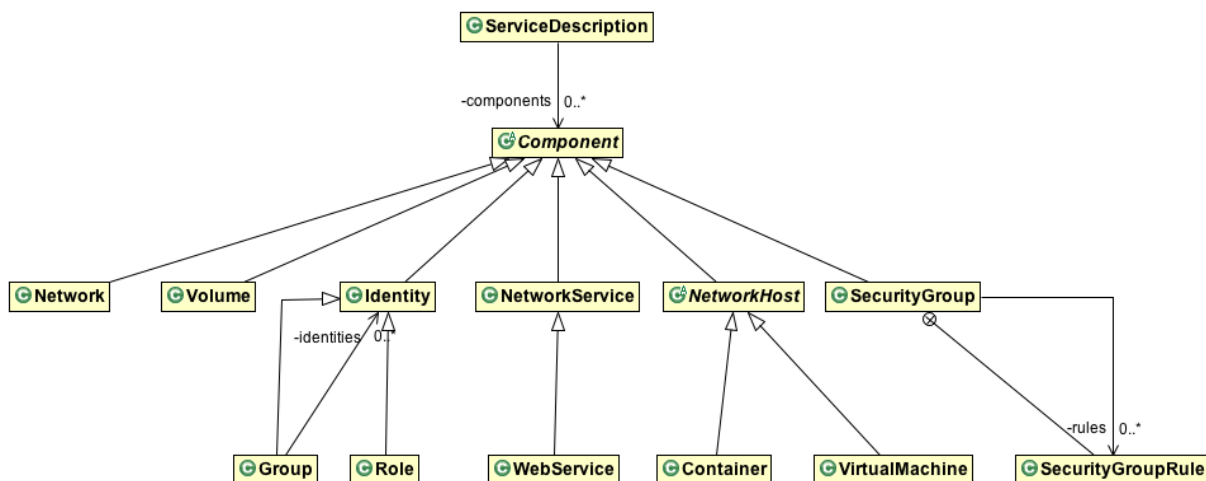 ServiceDescription
-components 0..*
Component
Network Volume Identity NetworkService NetworkHost SecurityGroup
-identities 0..*
-rules 0..*
Group Role WebService Container VirtualMachine SecurityGroupRule